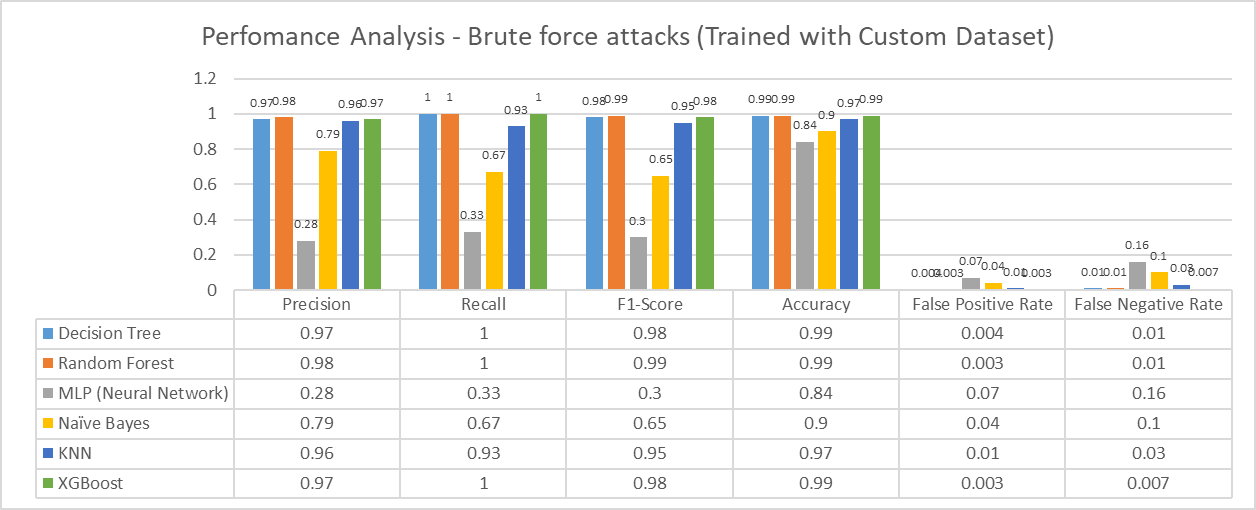 Perfomance Analysis - Brute force attacks (Trained with Custom Dataset)
1.2
1
0.8
0.6
0.4
0.2
0
0.97 0.98 0.28 0.79 0.96 0.97
1 1 0.33 0.67 0.93 1
0.98 0.99 0.3 0.65 0.95 0.98
0.99 0.99 0.84 0.9 0.97 0.99
0.004 0.003 0.07 0.04 0.01 0.003
0.01 0.01 0.16 0.1 0.03 0.007
Precision Recall F1-Score Accuracy False Positive Rate False Negative Rate
Decision Tree 0.97 1 0.98 0.99 0.004 0.01
Random Forest 0.98 1 0.99 0.99 0.003 0.01
MLP (Neural Network) 0.28 0.33 0.3 0.84 0.07 0.16
Naïve Bayes 0.79 0.67 0.65 0.9 0.04 0.1
KNN 0.96 0.93 0.95 0.97 0.01 0.03
XGBoost 0.97 1 0.98 0.99 0.003 0.007